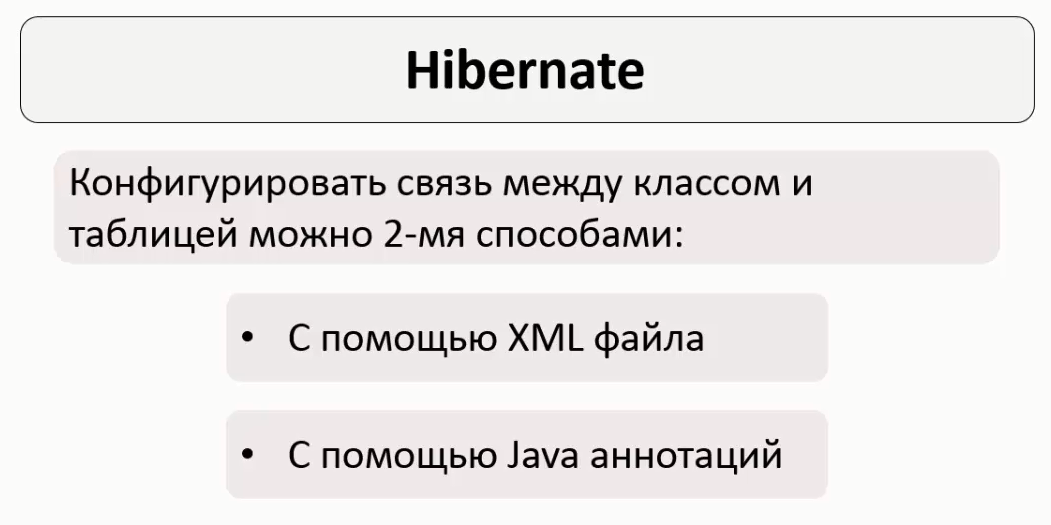 Hibernate
Конфигурировать связь между классом и
таблицей можно 2-мя способами:
• С помощью XML файла
• С помощью Java аннотаций